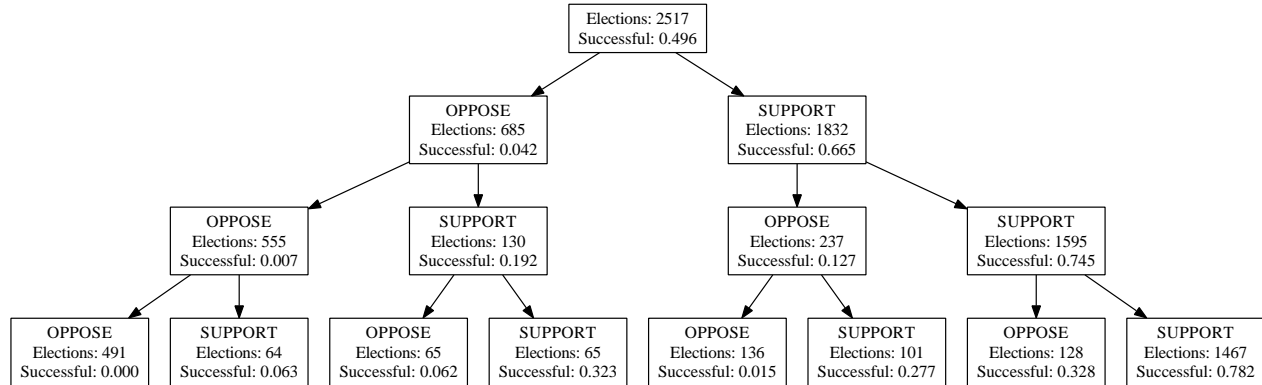 Elections: 2517
Successful: 0.496
OPPOSE
Elections: 685
Successful: 0.042
SUPPORT
Elections: 1832
Successful: 0.665
OPPOSE
Elections: 555
Successful: 0.007
SUPPORT
Elections: 130
Successful: 0.192
OPPOSE
Elections: 237
Successful: 0.127
SUPPORT
Elections: 1595
Successful: 0.745
OPPOSE
Elections: 491
Successful: 0.000
SUPPORT
Elections: 64
Successful: 0.063
OPPOSE
Elections: 65
Successful: 0.062
SUPPORT
Elections: 65
Successful: 0.323
OPPOSE
Elections: 136
Successful: 0.015
SUPPORT
Elections: 101
Successful: 0.277
OPPOSE
Elections: 128
Successful: 0.328
SUPPORT
Elections: 1467
Successful: 0.782